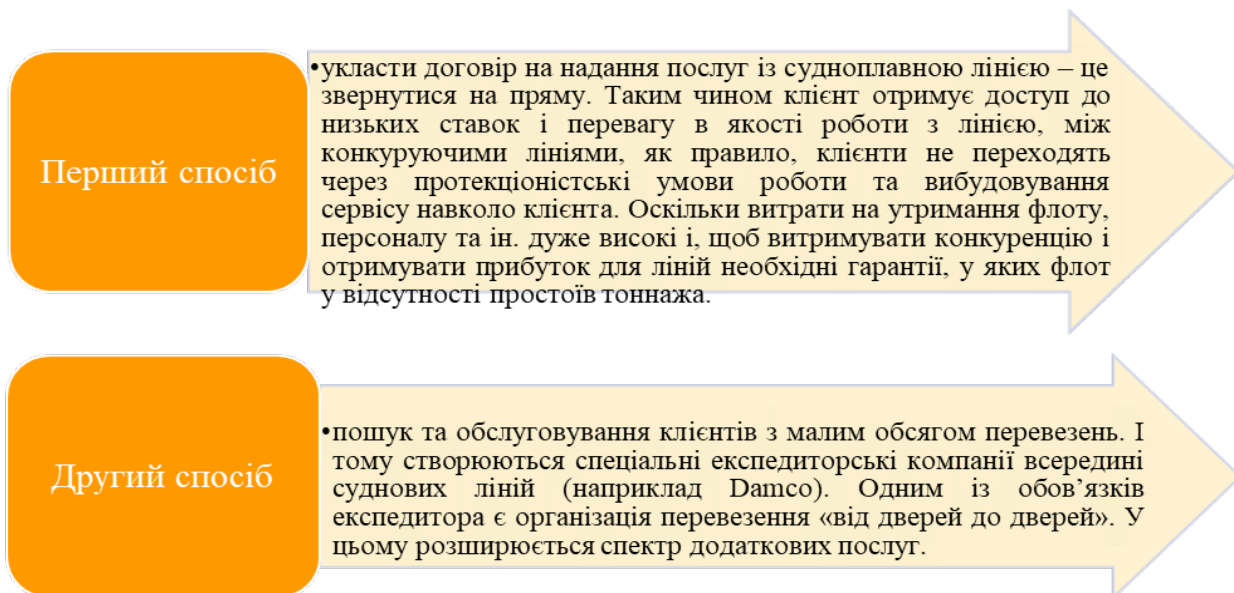 Перший спосіб
•укласти договір на надання послуг із судноплавною лінією – це
звернутися на пряму. Таким чином клієнт отримує доступ до
низьких ставок і перевагу в якості роботи з лінією, між
конкуруючими лініями, як правило, клієнти не переходять
через протекціоністські умови роботи та вибудовування
сервісу навколо клієнта. Оскільки витрати на утримання флоту,
персоналу та ін. дуже високі і, щоб витримувати конкуренцію і
отримувати прибуток для ліній необхідні гарантії, у яких флот
у відсутності простоїв тоннажа.
Другий спосіб
•пошук та обслуговування клієнтів з малим обсягом перевезень. І
тому створюються спеціальні експедиторські компанії всередині
суднових ліній (наприклад Damco). Одним із обов’язків
експедитора є організація перевезення «від дверей до дверей». У
цьому розширюється спектр додаткових послуг.